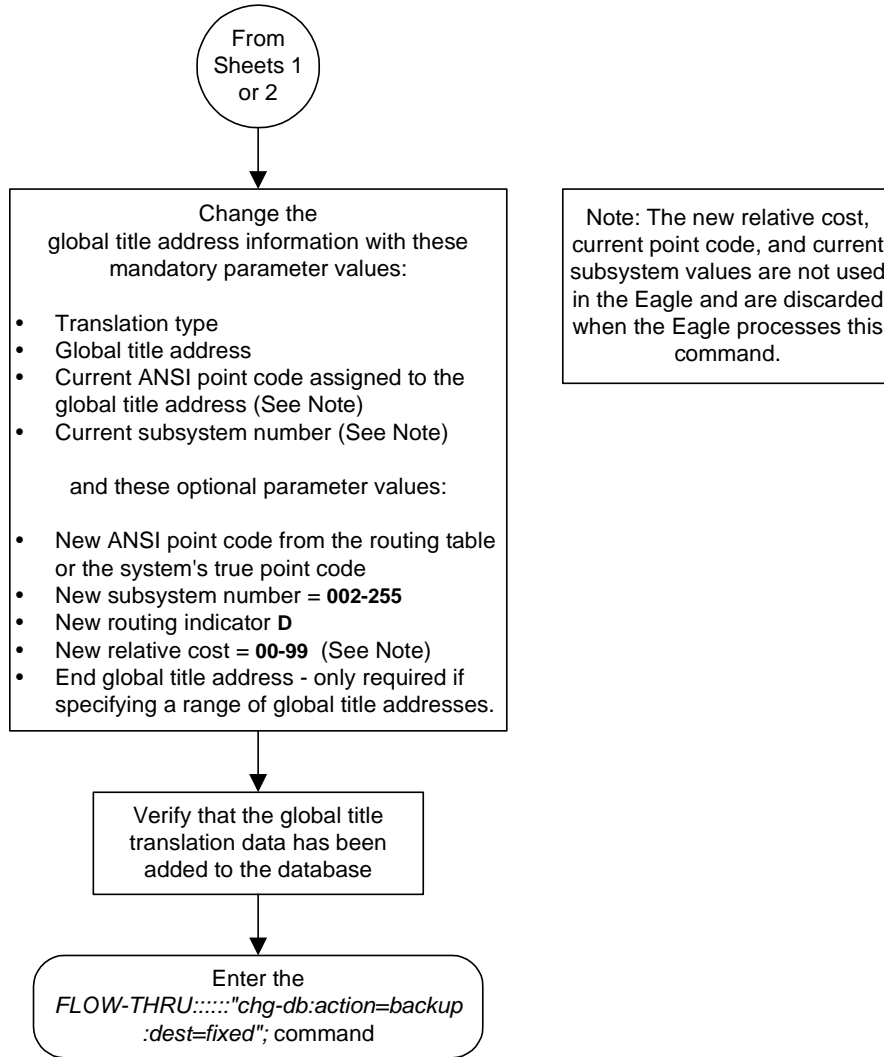 From
Sheets 1
or 2
Change the
global title address information with these
mandatory parameter values:
• Translation type
• Global title address
• Current ANSI point code assigned to the
global title address (See Note)
• Current subsystem number (See Note)
and these optional parameter values:
• New ANSI point code from the routing table
or the system's true point code
• New subsystem number = 002-255
• New routing indicator D
• New relative cost = 00-99 (See Note)
• End global title address - only required if
specifying a range of global title addresses.
Note: The new relative cost,
current point code, and current
subsystem values are not used
in the Eagle and are discarded
when the Eagle processes this
command.
Verify that the global title
translation data has been
added to the database
Enter the
FLOW-THRU::::::"chg-db:action=backup
:dest=fixed"; command